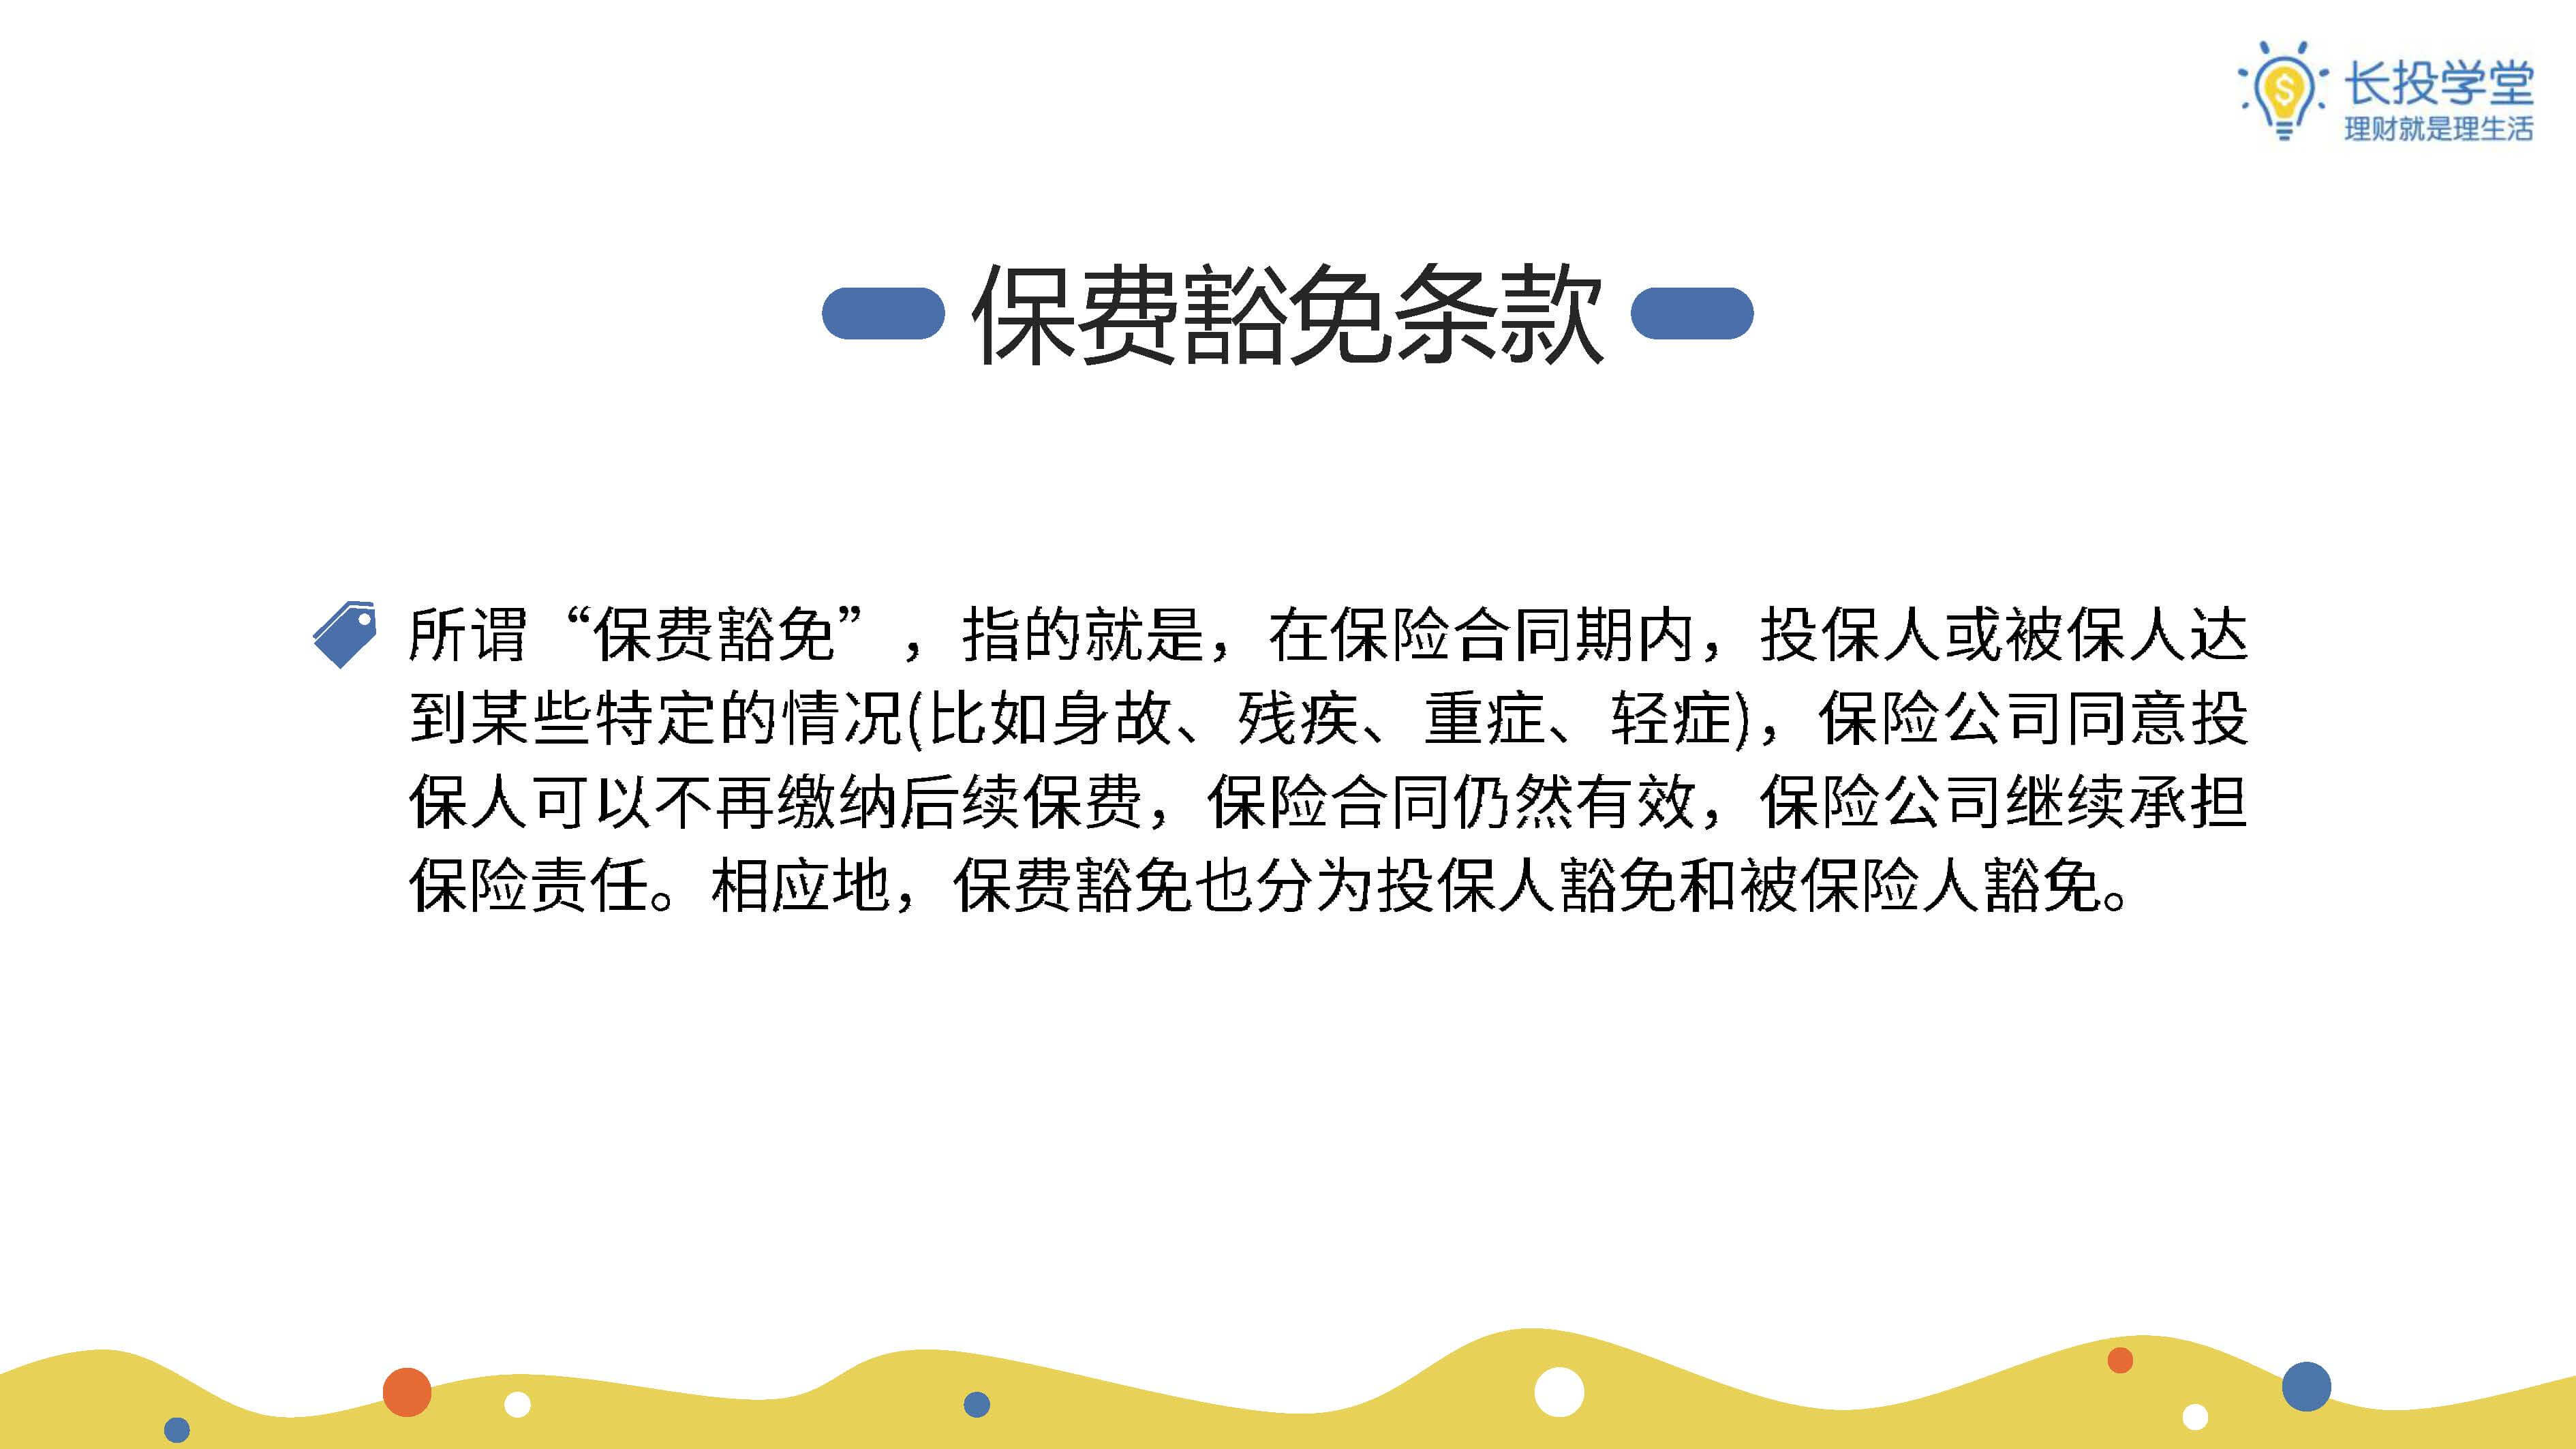 长投学堂
理财就是理生活
保费豁免条款
所谓“保费豁免”，指的就是，在保险合同期内，投保人或被保人达
到某些特定的情况(比如身故、残疾、重症、轻症)，保险公司同意投
保人可以不再缴纳后续保费，保险合同仍然有效，保险公司继续承担
保险责任。相应地，保费豁免也分为投保人豁免和被保险人豁免。